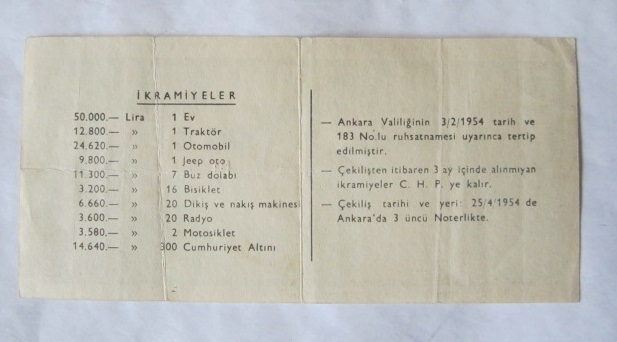 İKRAMİYELER
50.000.— Lira 1 Ev
12.800.— » 1 Traktör
24.620.— » 1 Otomobil
9.800.— » 1 Jeep oto
11.300.— » 7 Buz dolabı
3.200.— » 16 Bisiklet
6.660.— » 20 Dikiş ve nakış makinesi
3.600.— » 20 Radyo
3.580.— » 2 Motosiklet
14.640.— » 300 Cumhuriyet Altını
— Ankara Valiliğinin 3/2/1954 tarih ve
183 No.lu ruhsatnamesi uyarınca tertip
edilmiştir.
— Çekilişten itibaren 3 ay içinde alınmıyan
ikramiyeler C. H. P. ye kalır.
— Çekiliş tarihi ve yeri: 25/4/1954 de
Ankara'da 3 üncü Noterlikte.